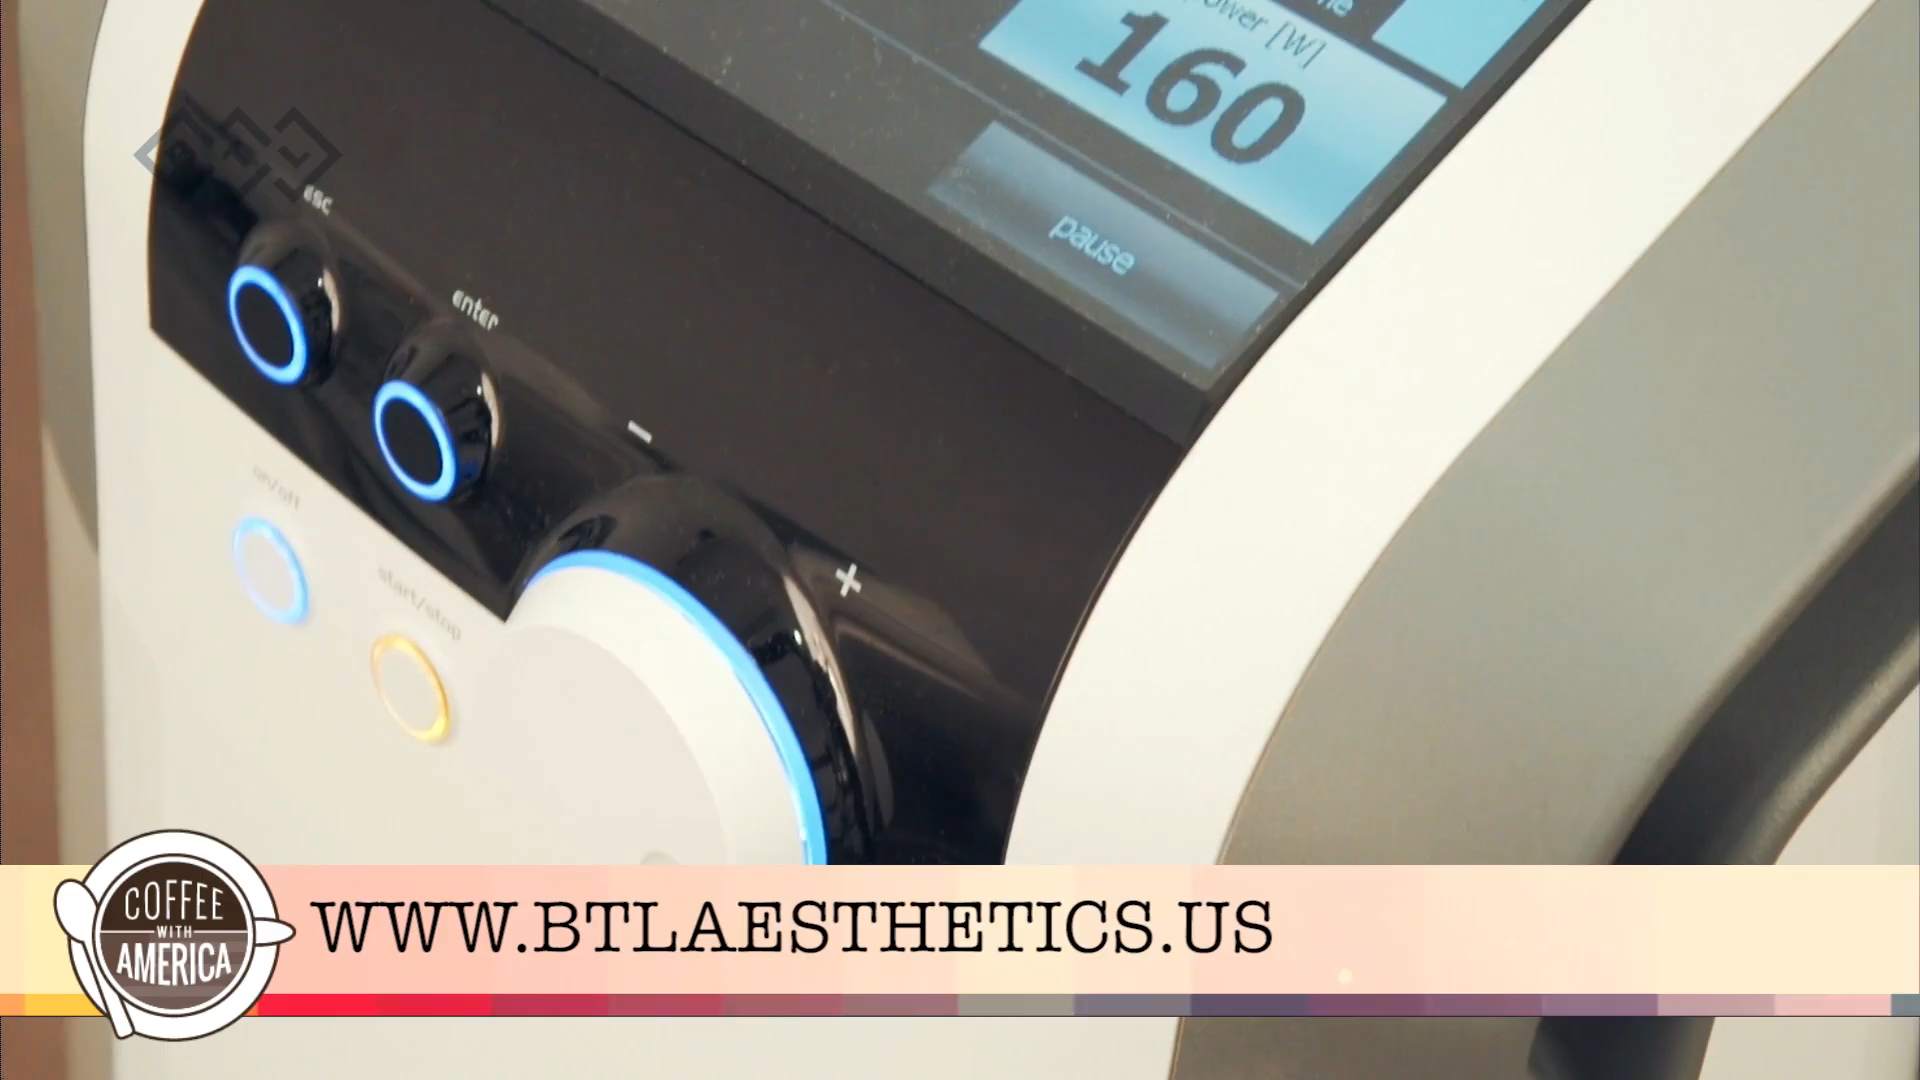 power [W]
160
pause
esc
enter
−
+
on/off
start/stop
COFFEE
WITH
AMERICA
WWW.BTLAESTHETICS.US